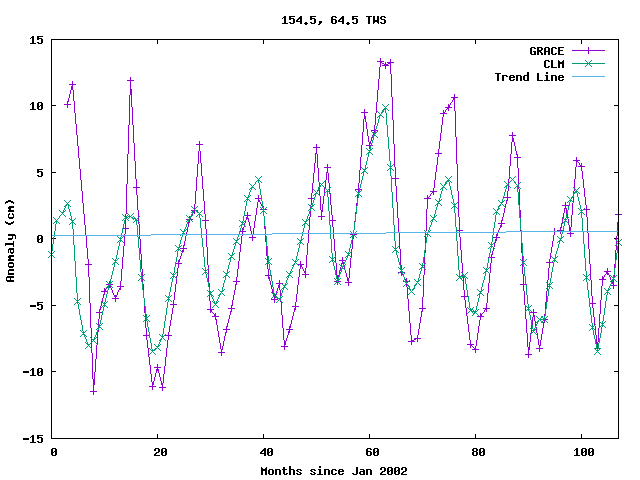 154.5, 64.5 TWS
GRACE
CLM
Trend Line
15
10
5
0
-5
-10
-15
Anomaly (cm)
0 20 40 60 80 100
Months since Jan 2002